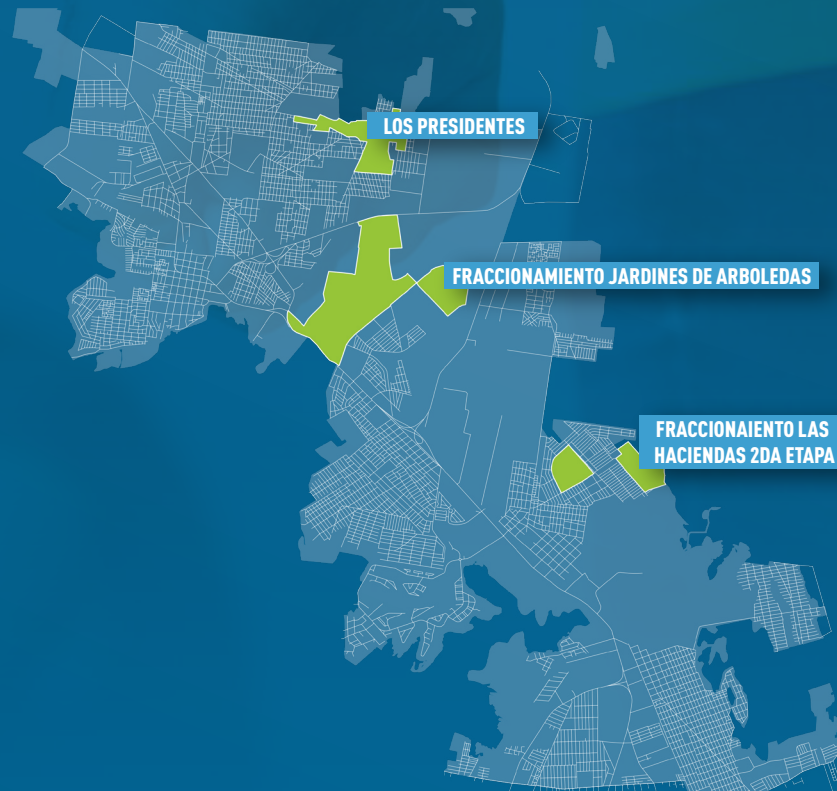 LOS PRESIDENTES
FRACCIONAMIENTO JARDINES DE ARBOLEDAS
FRACCIONAIENTO LAS
HACIENDAS 2DA ETAPA